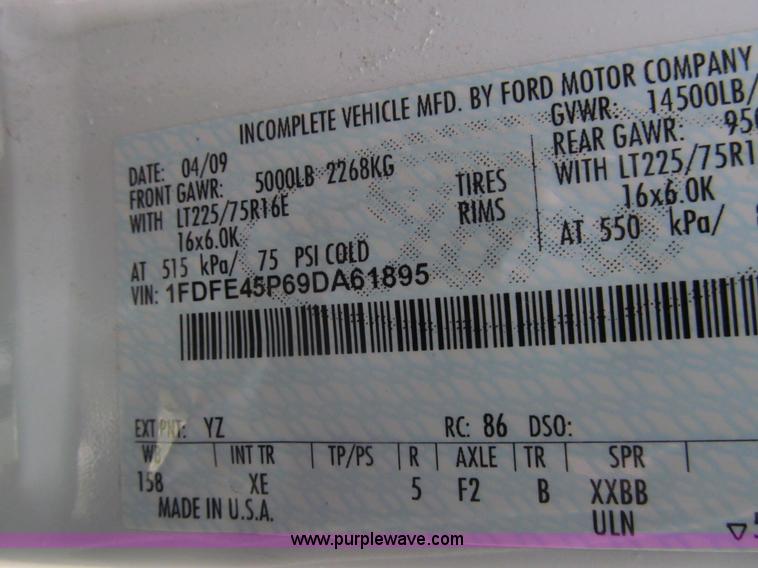 INCOMPLETE VEHICLE MFD. BY FORD MOTOR COMPANY
DATE: 04/09
GVWR: 14500LB/
FRONT GAWR: 5000LB 2268KG
REAR GAWR: 950
WITH LT225/75R16E TIRES
WITH LT225/75R1
16x6.0K RIMS
16x6.0K
AT 515 kPa/ 75 PSI COLD
AT 550 kPa/
VIN: 1FDFE45P69DA61895
EXT PNT: YZ RC: 86 DSO:
WB INT TR TP/PS R AXLE TR SPR
158 XE 5 F2 B XXBB
MADE IN U.S.A. ULN
www.purplewave.com